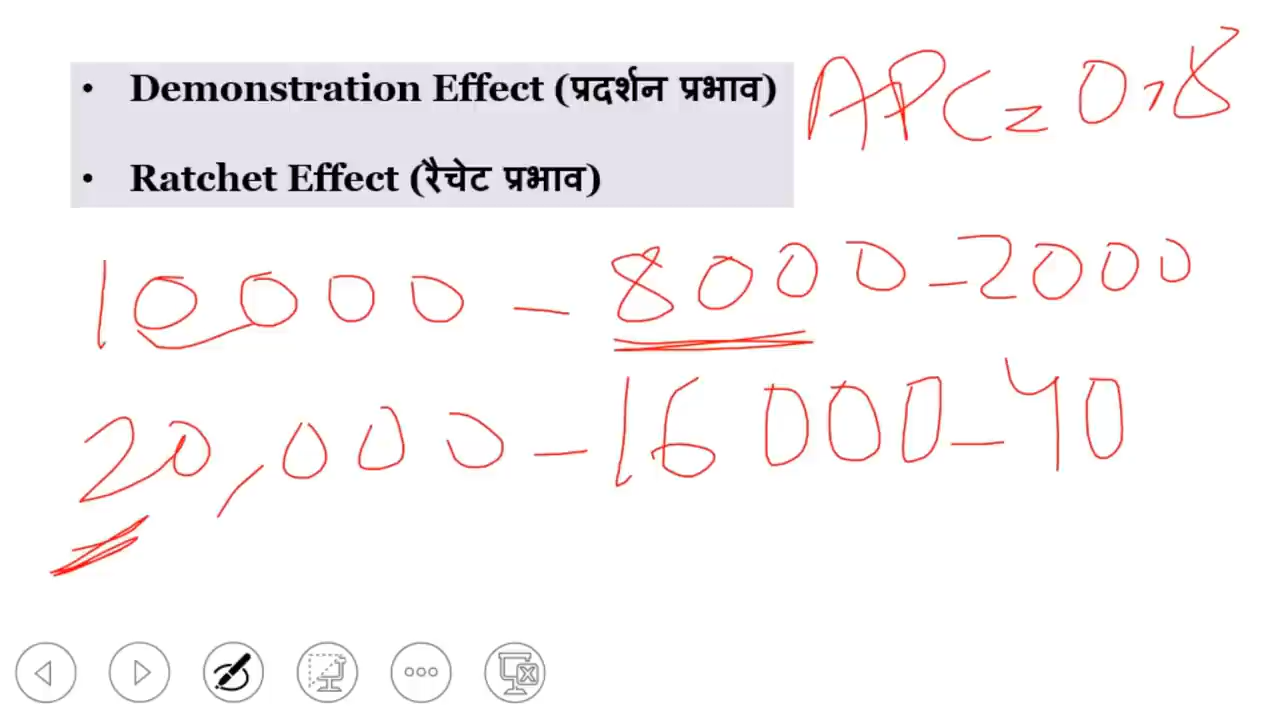 • Demonstration Effect (प्रदर्शन प्रभाव)
APC = 0.8
• Ratchet Effect (रैचेट प्रभाव)
10000 - 8000 - 2000
20,000 - 16000 - 40